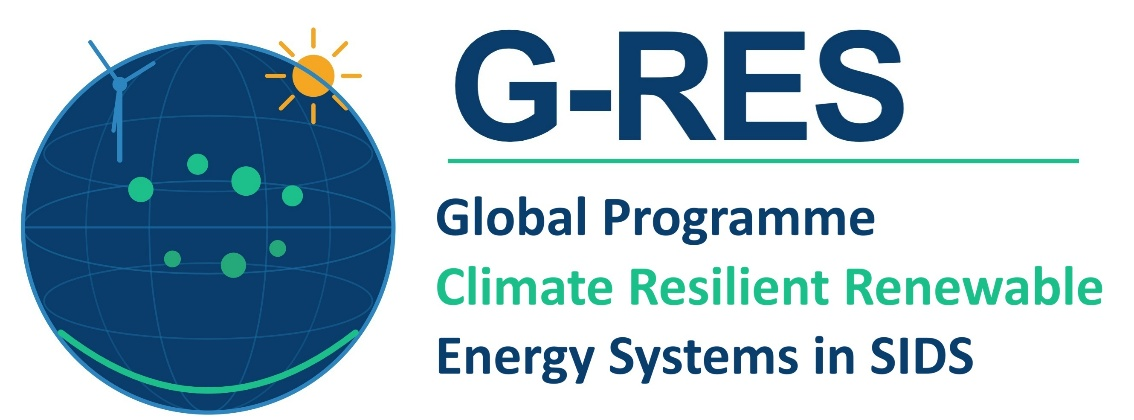 G-RES
Global Programme
Climate Resilient Renewable
Energy Systems in SIDS